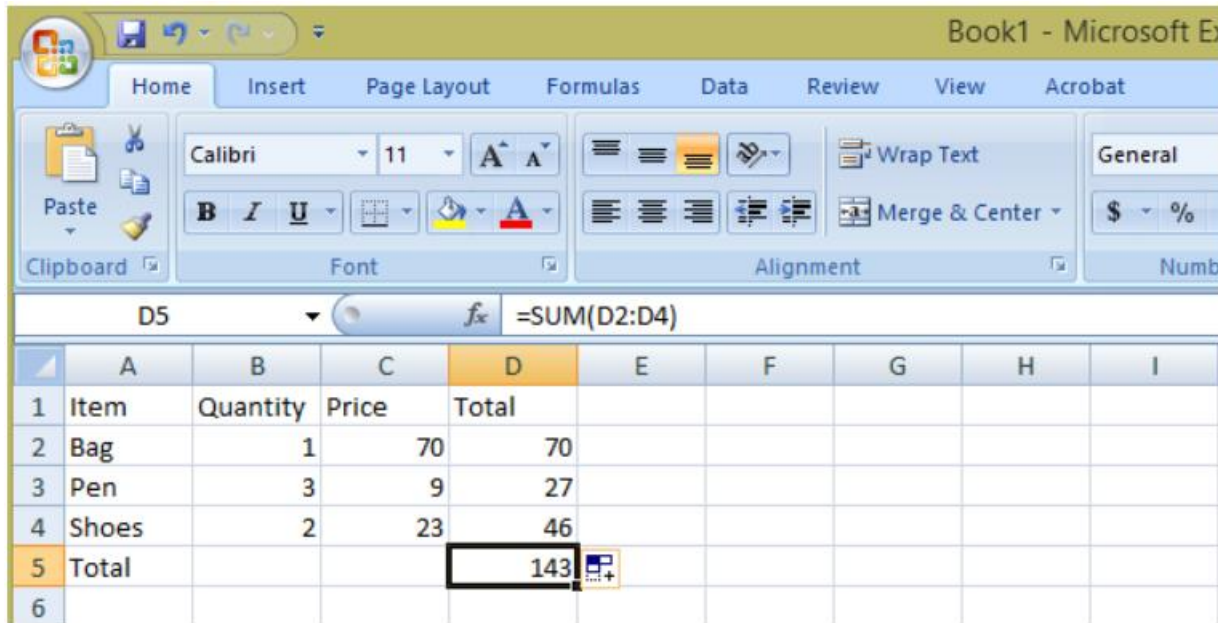 Book1 - Microsoft Ex
Home Insert Page Layout Formulas Data Review View Acrobat
Calibri 11 A A Wrap Text General
Paste B I U A Merge & Center $ %
Clipboard Font Alignment Numb
D5 fx =SUM(D2:D4)
A B C D E F G H I
1 Item Quantity Price Total
2 Bag 1 70 70
3 Pen 3 9 27
4 Shoes 2 23 46
5 Total 143
6